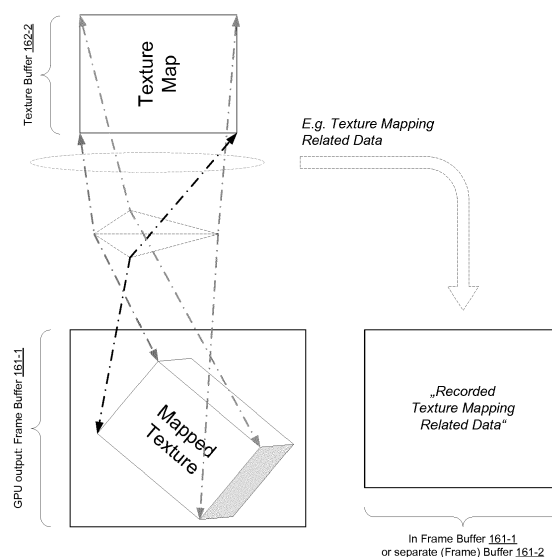 Texture Buffer 162-2
Texture
Map
E.g. Texture Mapping
Related Data
GPU output: Frame Buffer 161-1
Mapped
Texture
„Recorded
Texture Mapping
Related Data“
In Frame Buffer 161-1
or separate (Frame) Buffer 161-2